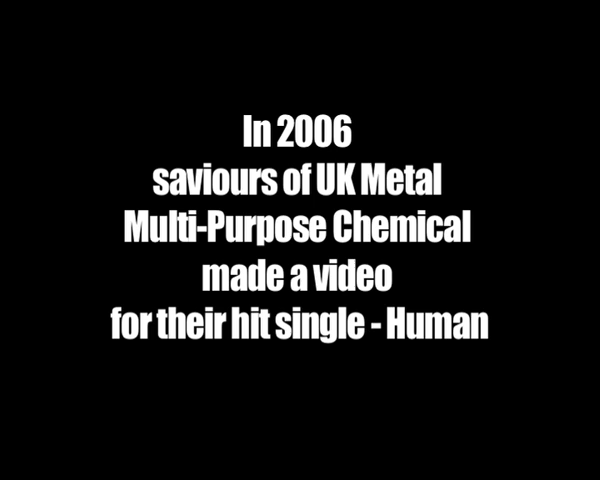 In 2006
saviours of UK Metal
Multi-Purpose Chemical
made a video
for their hit single - Human